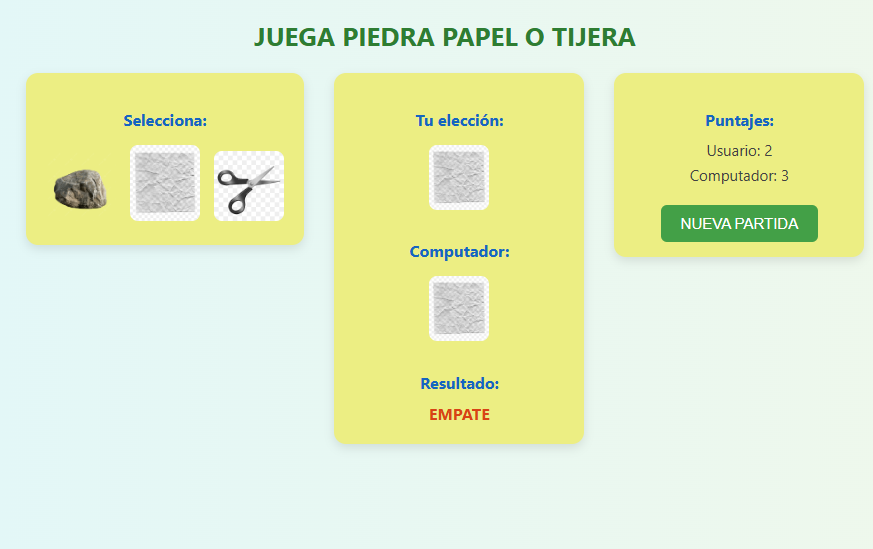 JUEGA PIEDRA PAPEL O TIJERA
Selecciona:
Tu elección:
Computador:
Resultado:
EMPATE
Puntajes:
Usuario: 2
Computador: 3
NUEVA PARTIDA